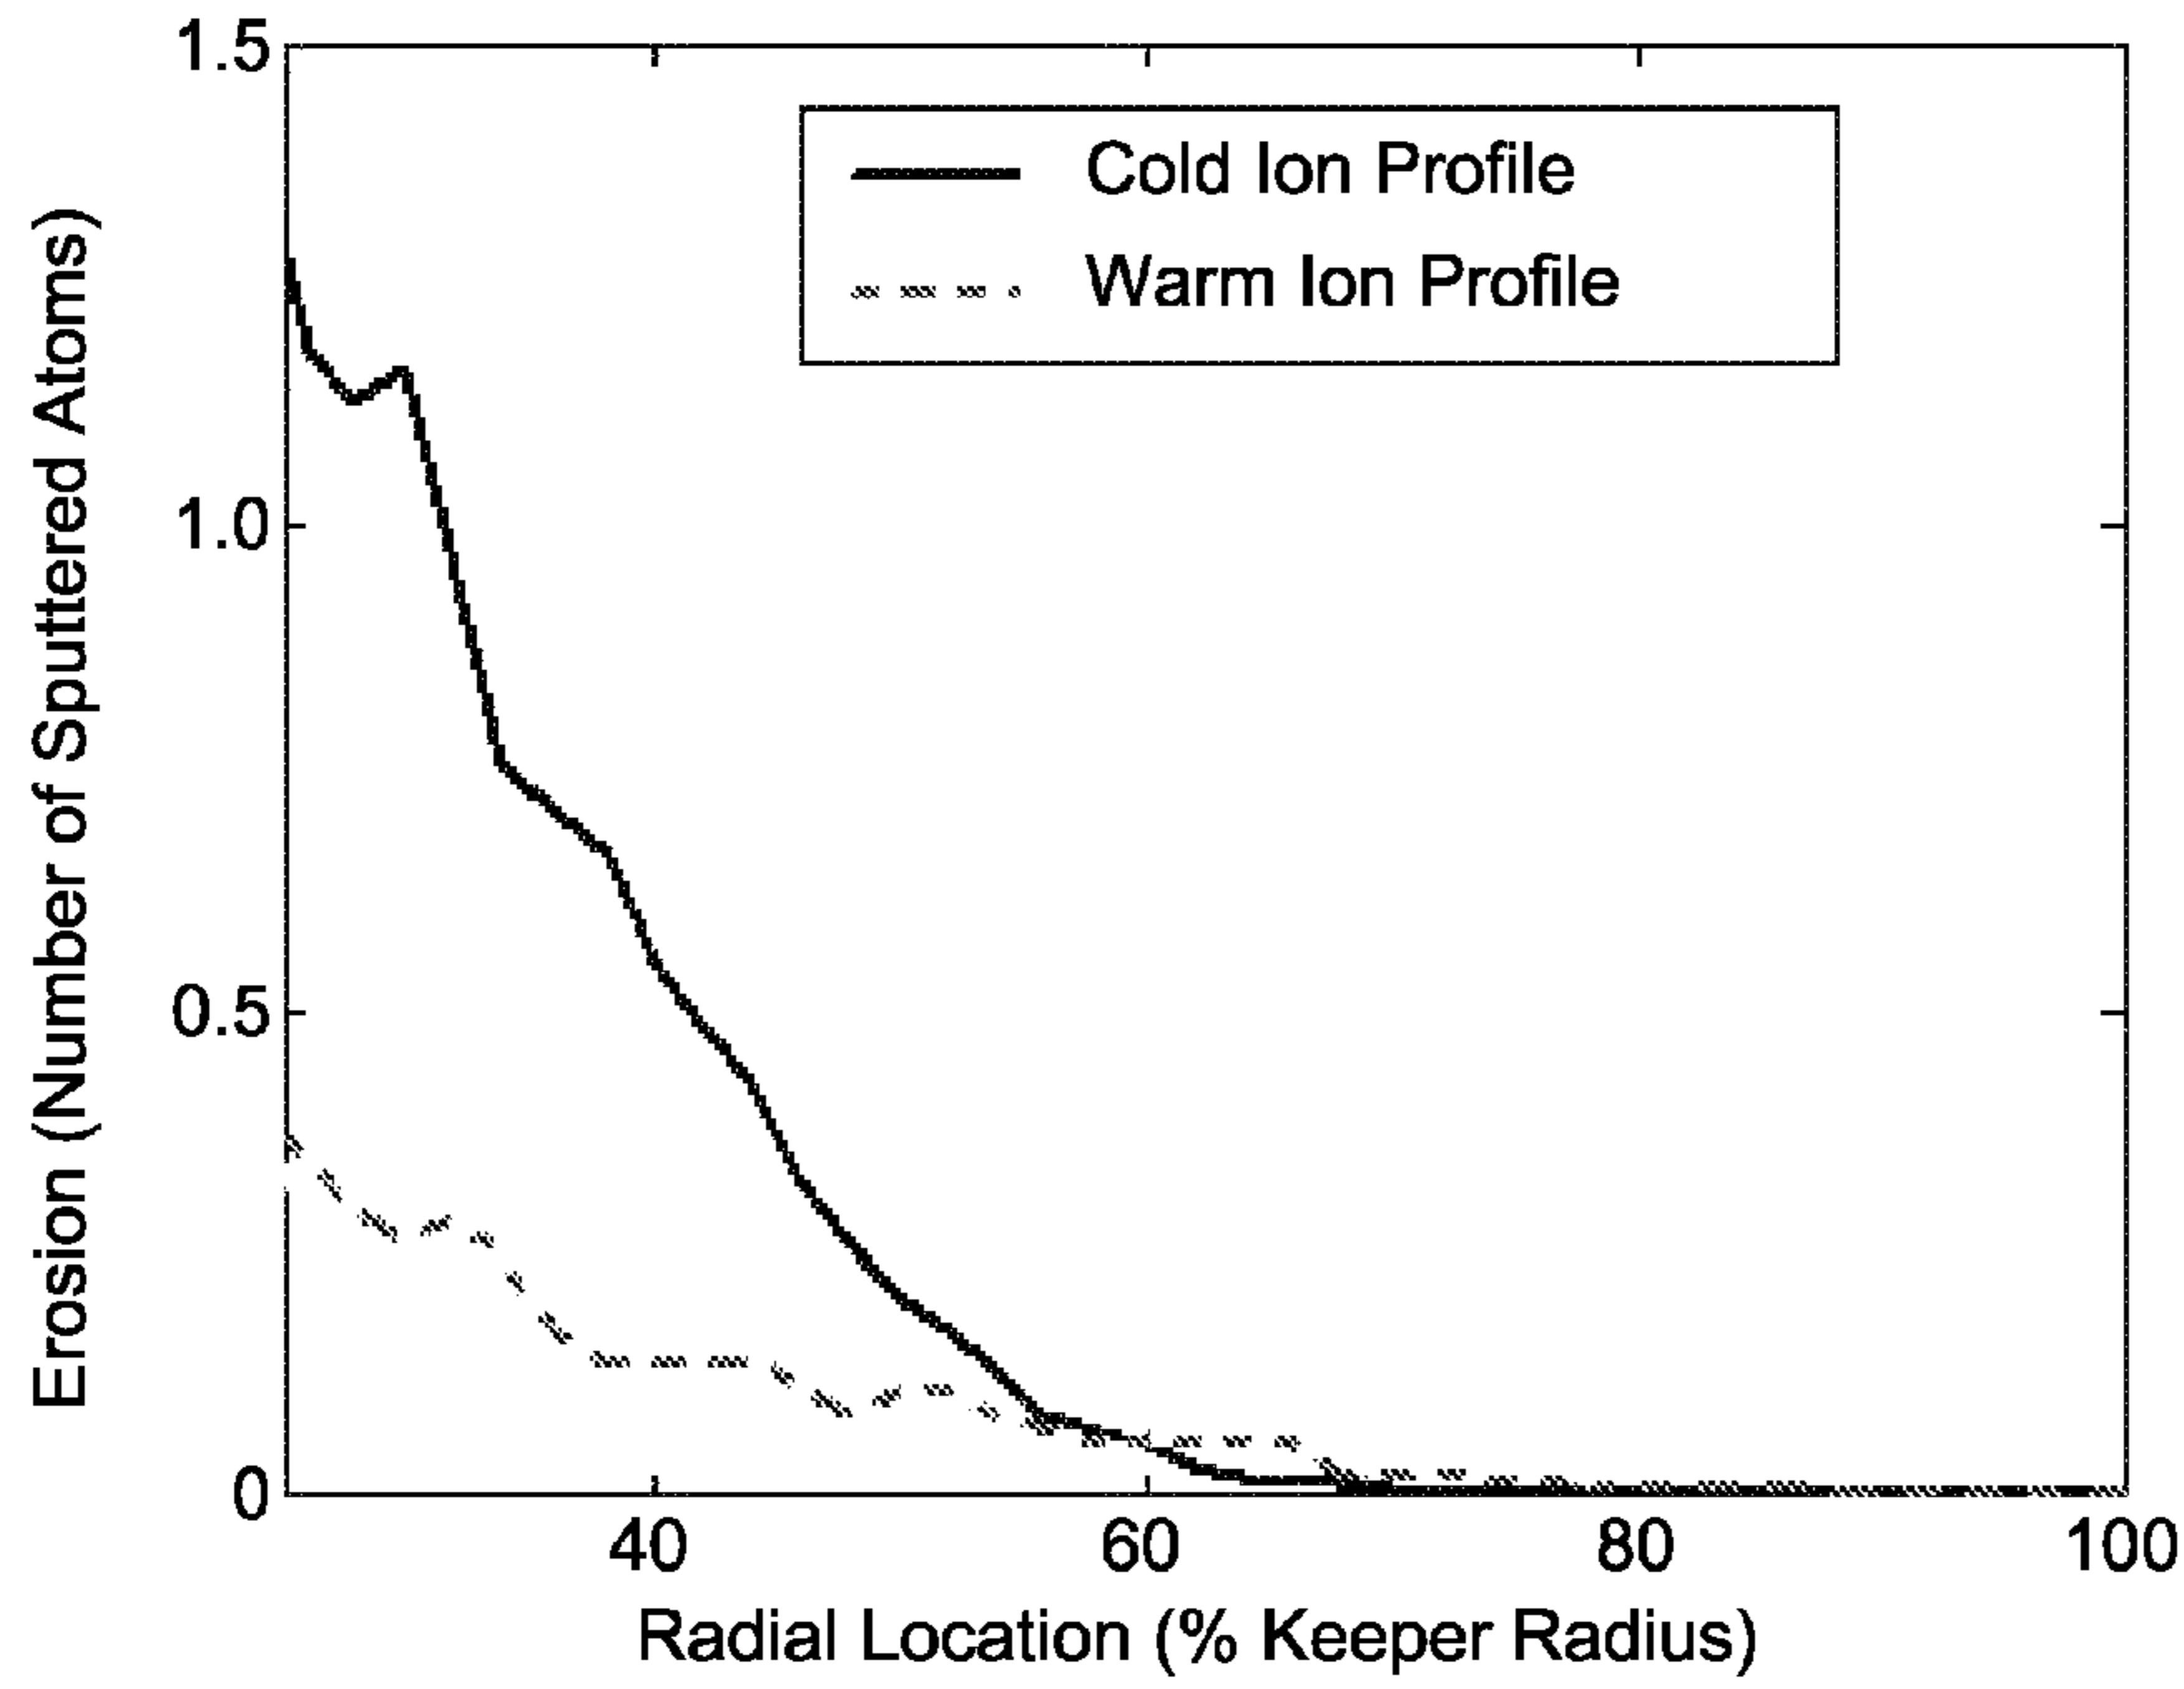 Erosion (Number of Sputtered Atoms)
1.5
1.0
0.5
0
Cold Ion Profile
Warm Ion Profile
40 60 80 100
Radial Location (% Keeper Radius)